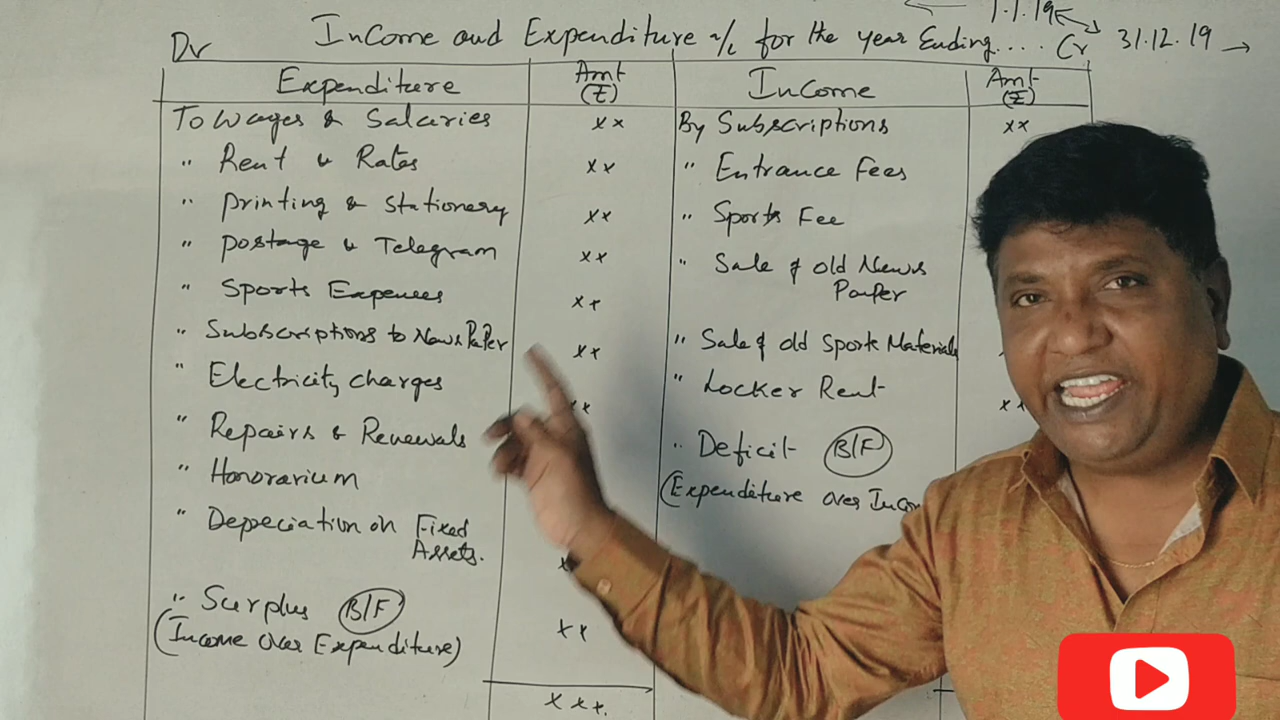 1.1.19
Dr Income and Expenditure a/c for the year Ending.... Cr 31.12.19
Expenditure Amt (₹) Income Amt (₹)
To Wages & Salaries xx By Subscriptions xx
" Rent & Rates xx " Entrance Fees
" Printing & Stationery xx " Sports Fee
" Postage & Telegram xx " Sale of old News
Paper
" Sports Expenses xx
" Subscriptions to News Paper xx " Sale of old Sports Materials
" Electricity charges xx " Locker Rent xx
" Repairs & Renewals " Deficit B/F
" Honorarium (Expenditure over Incom
" Depreciation on Fixed
Assets. x
" Surplus B/F
(Income over Expenditure) xx
xxx.